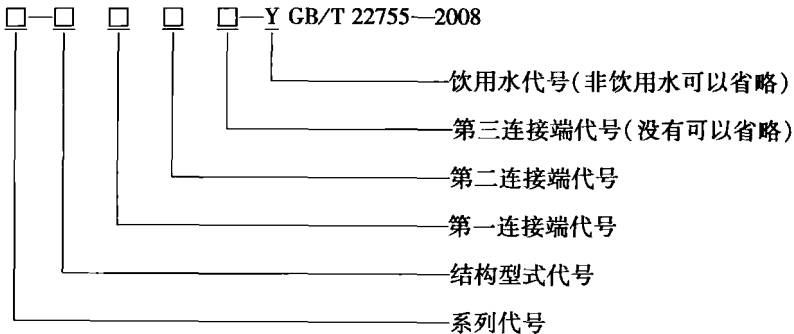 □—□ □ □ □—Y GB/T 22755—2008
饮用水代号(非饮用水可以省略)
第三连接端代号(没有可以省略)
第二连接端代号
第一连接端代号
结构型式代号
系列代号